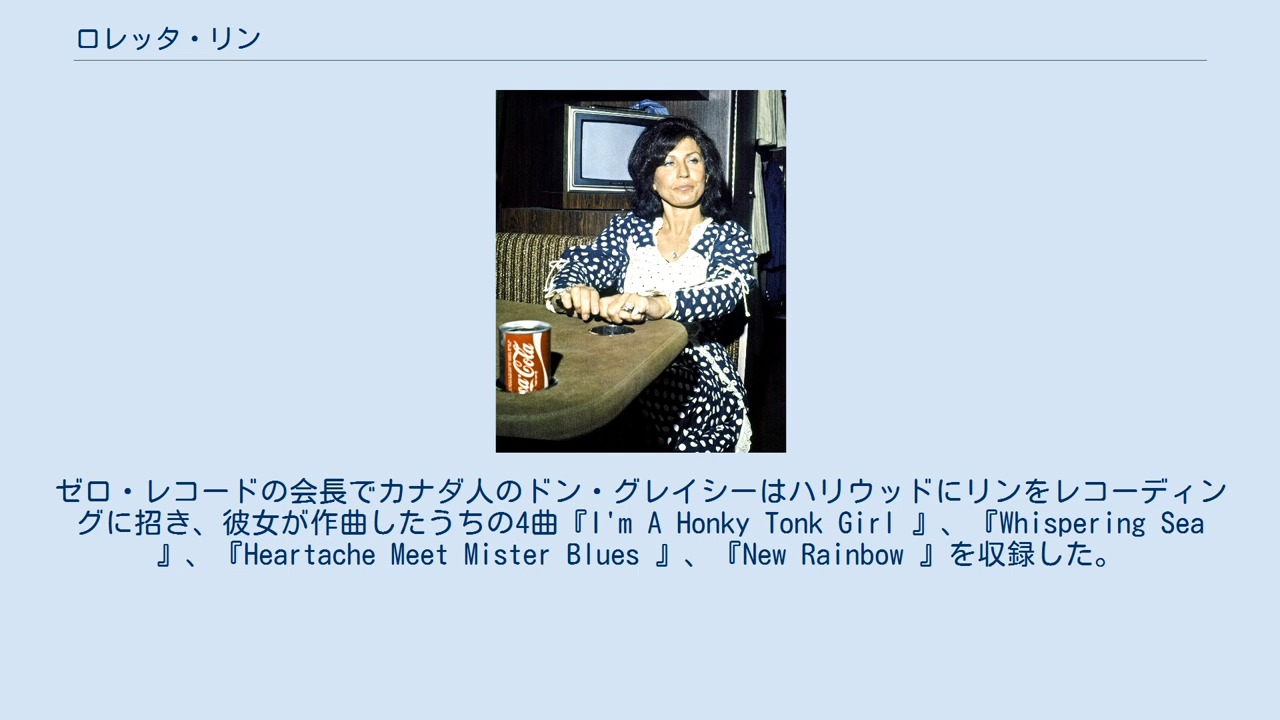 ロレッタ・リン
Coca-Cola
ゼロ・レコードの会長でカナダ人のドン・グレイシーはハリウッドにリンをレコーディン
グに招き、彼女が作曲したうちの4曲『I'm A Honky Tonk Girl 』、『Whispering Sea
』、『Heartache Meet Mister Blues 』、『New Rainbow 』を収録した。